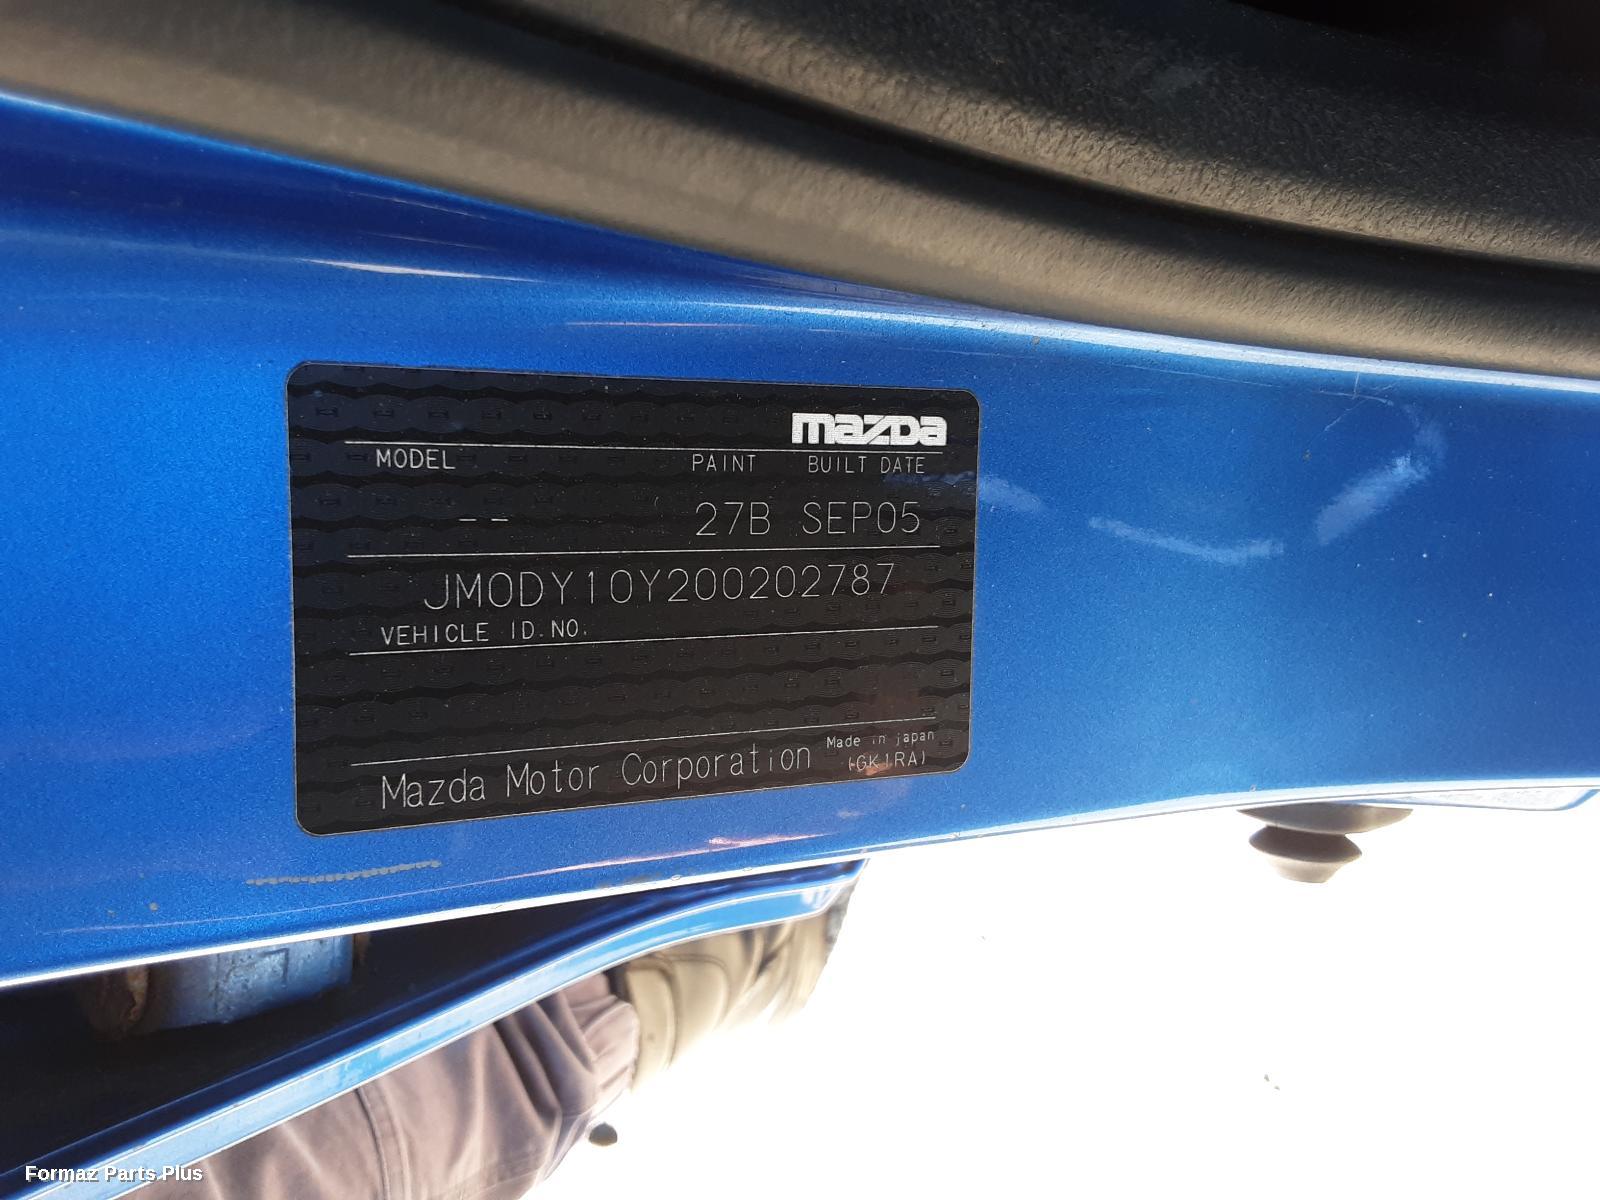 mazda
MODEL PAINT BUILT DATE
-- 27B SEP05
JM0DY10Y200202787
VEHICLE ID.NO.
Mazda Motor Corporation Made in japan
(GK1RA)
Formaz Parts Plus